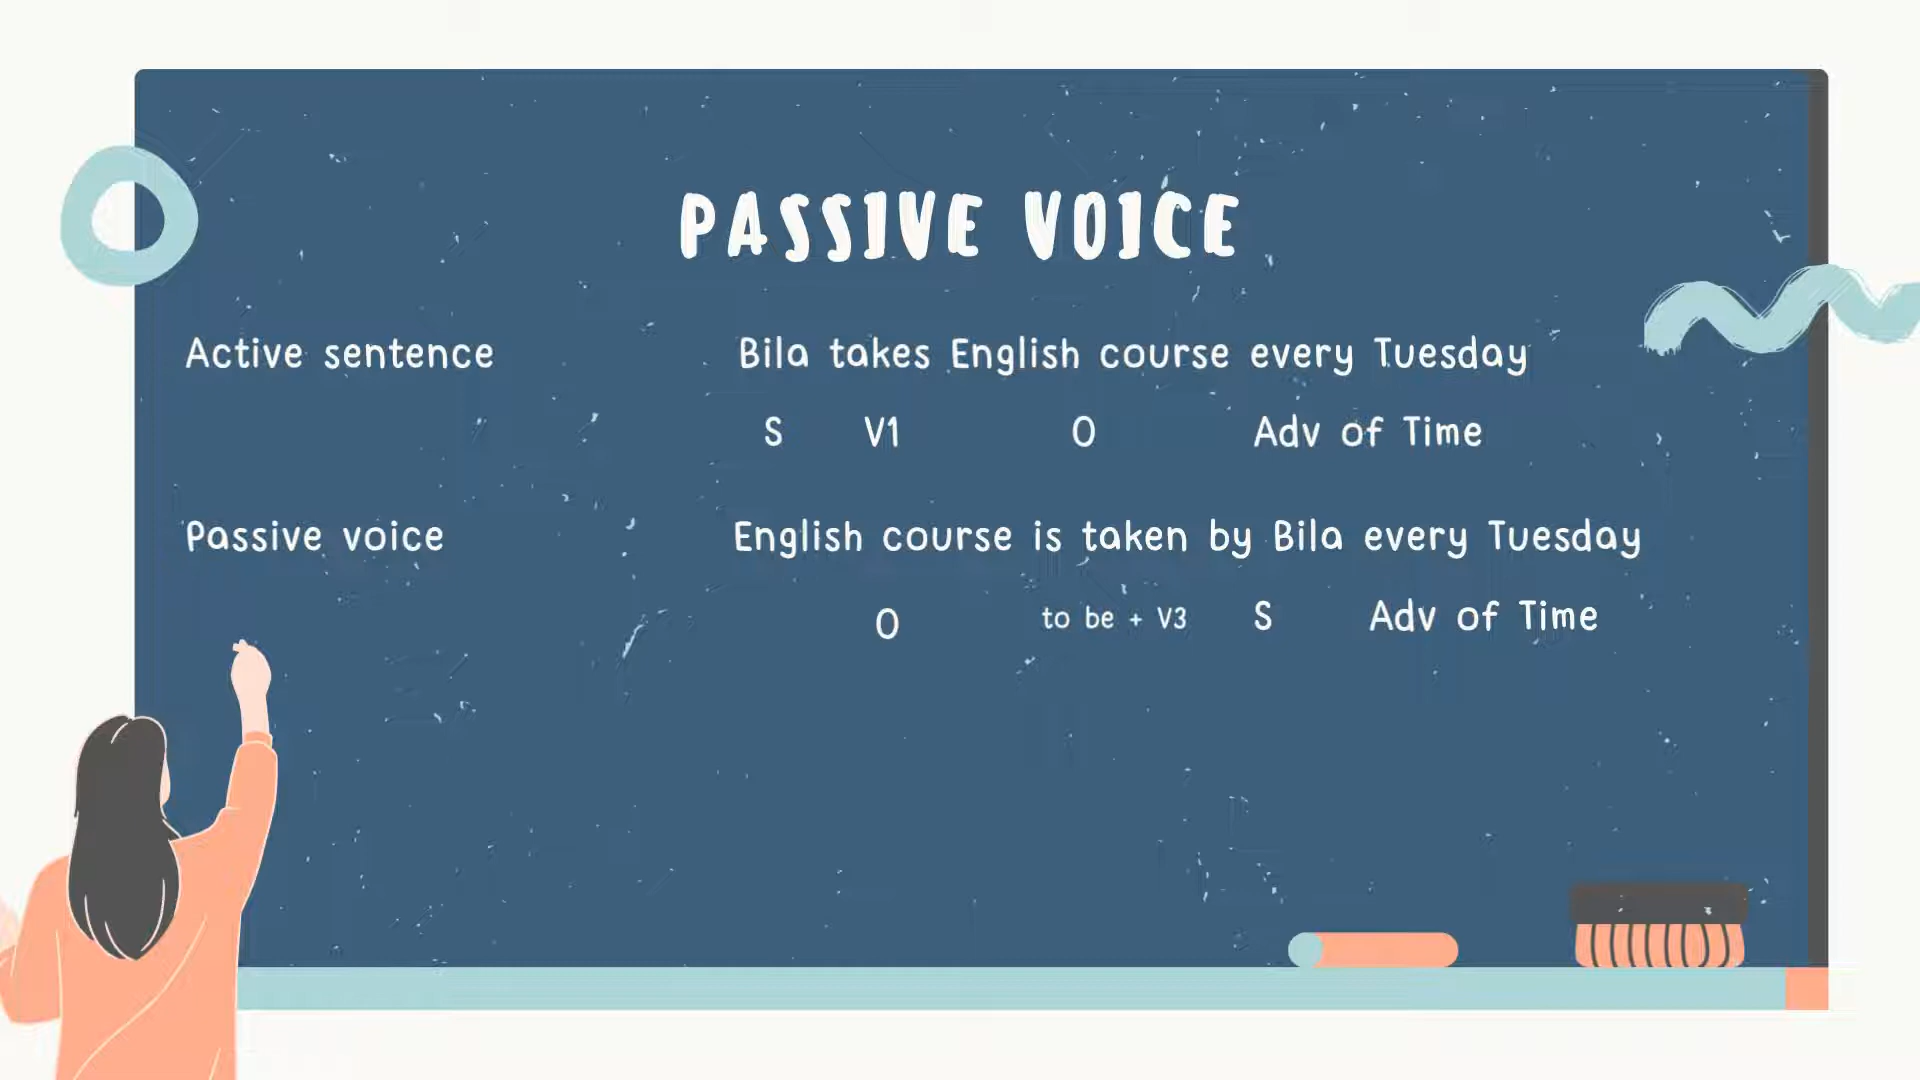 PASSIVE VOICE
Active sentence Bila takes English course every Tuesday
S V1 O Adv of Time
Passive voice English course is taken by Bila every Tuesday
O to be + V3 S Adv of Time